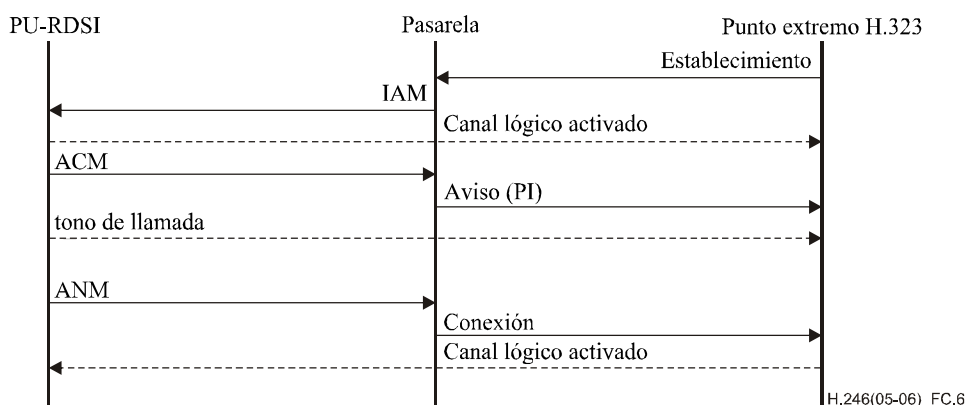 PU-RDSI
Pasarela
Punto extremo H.323
Establecimiento
IAM
Canal lógico activado
ACM
Aviso (PI)
tono de llamada
ANM
Conexión
Canal lógico activado
H.246(05-06)_FC.6